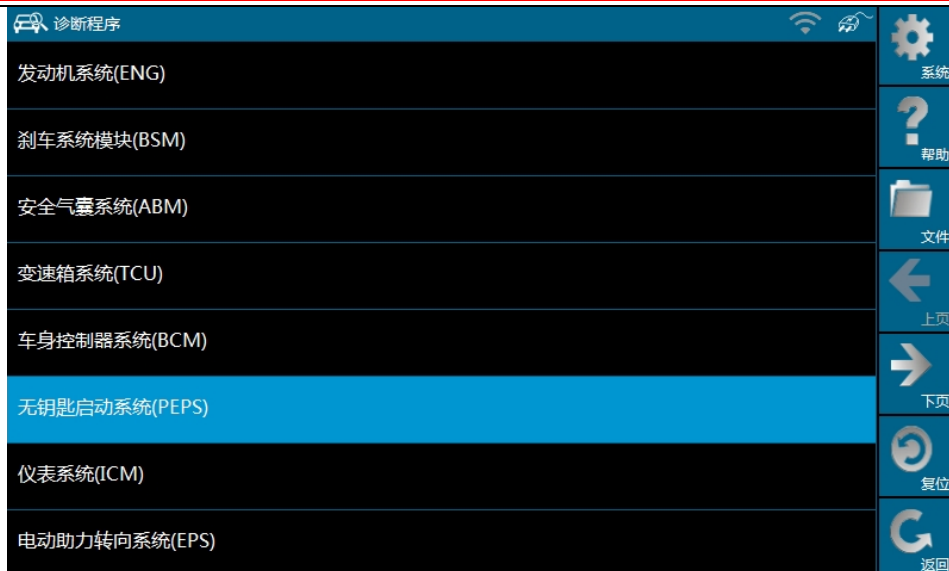 诊断程序
发动机系统(ENG)
刹车系统模块(BSM)
安全气囊系统(ABM)
变速箱系统(TCU)
车身控制器系统(BCM)
无钥匙启动系统(PEPS)
仪表系统(ICM)
电动助力转向系统(EPS)
系统
帮助
文件
上页
下页
复位
返回